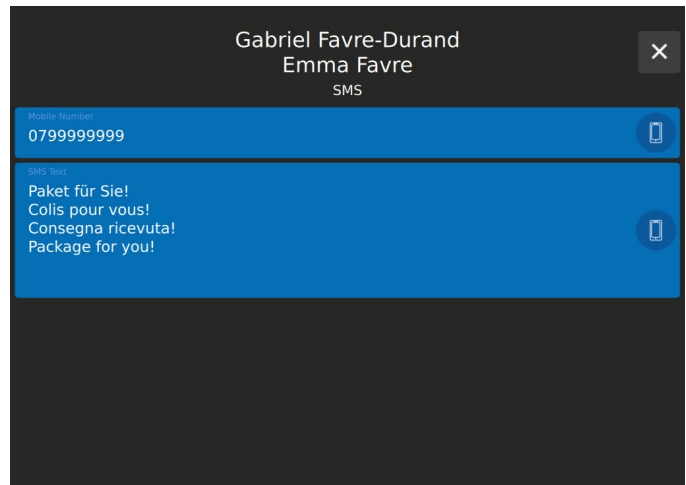 Gabriel Favre-Durand
Emma Favre
SMS
Mobile Number
0799999999
SMS Text
Paket für Sie!
Colis pour vous!
Consegna ricevuta!
Package for you!